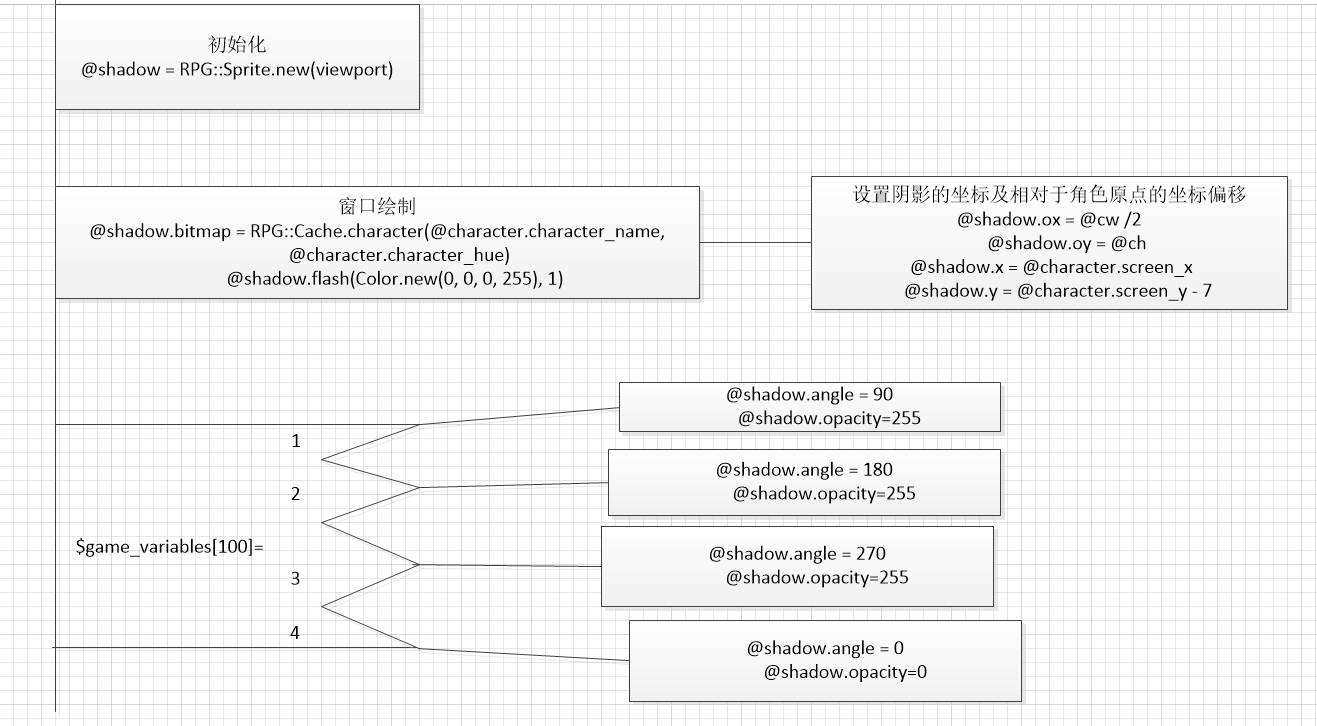 初始化
@shadow = RPG::Sprite.new(viewport)
窗口绘制
@shadow.bitmap = RPG::Cache.character(@character.character_name,
@character.character_hue)
@shadow.flash(Color.new(0, 0, 0, 255), 1)
设置阴影的坐标及相对于角色原点的坐标偏移
@shadow.ox = @cw /2
@shadow.oy = @ch
@shadow.x = @character.screen_x
@shadow.y = @character.screen_y - 7
$game_variables[100]=
1
@shadow.angle = 90
@shadow.opacity=255
2
@shadow.angle = 180
@shadow.opacity=255
3
@shadow.angle = 270
@shadow.opacity=255
4
@shadow.angle = 0
@shadow.opacity=0